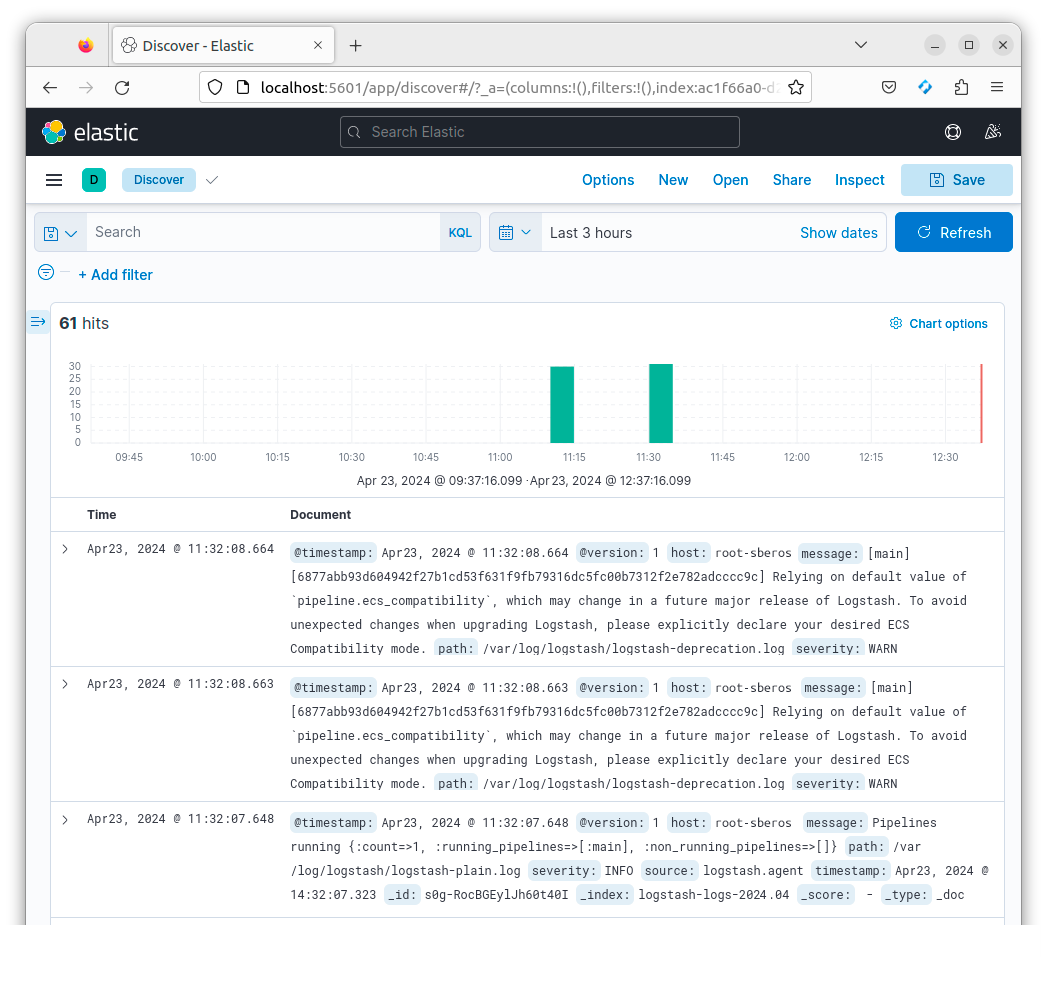 Discover - Elastic
localhost:5601/app/discover#/?_a=(columns:!(),filters:!(),index:ac1f66a0-d
elastic
Search Elastic
D
Discover
Options
New
Open
Share
Inspect
Save
Search
KQL
Last 3 hours
Show dates
Refresh
+ Add filter
61 hits
Chart options
30
25
20
15
10
5
0
09:45 10:00 10:15 10:30 10:45 11:00 11:15 11:30 11:45 12:00 12:15 12:30
Apr 23, 2024 @ 09:37:16.099 - Apr 23, 2024 @ 12:37:16.099
Time Document
Apr23, 2024 @ 11:32:08.664
@timestamp: Apr23, 2024 @ 11:32:08.664 @version: 1 host: root-sberos message: [main]
[6877abb93d604942f27b1cd53f631f9fb79316dc5fc00b7312f2e782adcccc9c] Relying on default value of
`pipeline.ecs_compatibility`, which may change in a future major release of Logstash. To avoid
unexpected changes when upgrading Logstash, please explicitly declare your desired ECS
Compatibility mode. path: /var/log/logstash/logstash-deprecation.log severity: WARN
Apr23, 2024 @ 11:32:08.663
@timestamp: Apr23, 2024 @ 11:32:08.663 @version: 1 host: root-sberos message: [main]
[6877abb93d604942f27b1cd53f631f9fb79316dc5fc00b7312f2e782adcccc9c] Relying on default value of
`pipeline.ecs_compatibility`, which may change in a future major release of Logstash. To avoid
unexpected changes when upgrading Logstash, please explicitly declare your desired ECS
Compatibility mode. path: /var/log/logstash/logstash-deprecation.log severity: WARN
Apr23, 2024 @ 11:32:07.648
@timestamp: Apr23, 2024 @ 11:32:07.648 @version: 1 host: root-sberos message: Pipelines
running {:count=>1, :running_pipelines=>[:main], :non_running_pipelines=>[]} path: /var
/log/logstash/logstash-plain.log severity: INFO source: logstash.agent timestamp: Apr23, 2024 @
14:32:07.323 _id: s0g-RocBGEylJh60t40I _index: logstash-logs-2024.04 _score: - _type: _doc